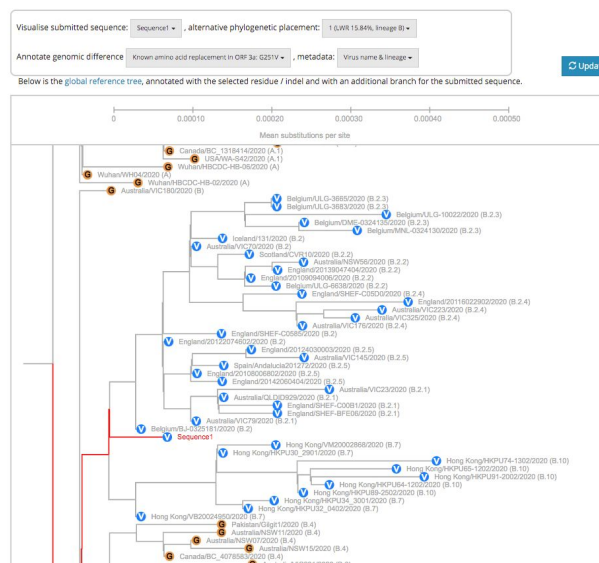 Visualise submitted sequence: Sequence1 , alternative phylogenetic placement: 1 (LWR 15.84%, lineage B)
Annotate genomic difference Known amino acid replacement in ORF 3a: G251V , metadata: Virus name & lineage
Updat
Below is the global reference tree, annotated with the selected residue / indel and with an additional branch for the submitted sequence.
0 0.00010 0.00020 0.00030 0.00040 0.00050
Mean substitutions per site
G Canada/BC_1318414/2020 (A.1)
G USA/WA-S42/2020 (A.1)
G Wuhan/HBCDC-HB-06/2020 (A)
G Wuhan/WH04/2020 (A)
G Wuhan/HBCDC-HB-02/2020 (A)
G Australia/VIC180/2020 (B)
V Belgium/ULG-3665/2020 (B.2.3)
V Belgium/ULG-3683/2020 (B.2.3)
V Belgium/ULG-10022/2020 (B.2.3)
V Belgium/DME-0324135/2020 (B.2.3)
V Belgium/MNL-0324130/2020 (B.2.3)
V Iceland/131/2020 (B.2)
V Australia/VIC70/2020 (B.2)
V Scotland/CVR10/2020 (B.2.2)
V Australia/NSW56/2020 (B.2.2)
V England/20139047404/2020 (B.2.2)
V England/20109094006/2020 (B.2.2)
V Belgium/ULG-6638/2020 (B.2.2)
V England/SHEF-C05D0/2020 (B.2.4)
V England/20116022902/2020 (B.2.4)
V Australia/VIC223/2020 (B.2.4)
V Australia/VIC325/2020 (B.2.4)
V Australia/VIC176/2020 (B.2.4)
V England/SHEF-C0585/2020 (B.2)
V England/20122074602/2020 (B.2)
V England/20124030003/2020 (B.2.5)
V Australia/VIC145/2020 (B.2.5)
V Spain/Andalucia201272/2020 (B.2.5)
V England/20108006802/2020 (B.2.5)
V England/20142060404/2020 (B.2.5)
V Australia/VIC23/2020 (B.2.1)
V Australia/QLDID929/2020 (B.2.1)
V England/SHEF-C00B1/2020 (B.2.1)
V England/SHEF-BFE06/2020 (B.2.1)
V Australia/VIC79/2020 (B.2.1)
V Belgium/BJ-0325181/2020 (B.2)
V Sequence1
V Hong Kong/VM20002868/2020 (B.7)
V Hong Kong/HKPU30_2901/2020 (B.7)
V Hong Kong/HKPU74-1302/2020 (B.10)
V Hong Kong/HKPU65-1202/2020 (B.10)
V Hong Kong/HKPU91-2002/2020 (B.10)
V Hong Kong/HKPU64-1202/2020 (B.10)
V Hong Kong/HKPU89-2502/2020 (B.10)
V Hong Kong/HKPU34_3001/2020 (B.7)
V Hong Kong/HKPU32_0402/2020 (B.7)
V Hong Kong/VB20024950/2020 (B.7)
G Pakistan/Gilgit1/2020 (B.4)
G Australia/NSW11/2020 (B.4)
G Australia/NSW07/2020 (B.4)
G Australia/NSW15/2020 (B.4)
G Canada/BC_4078583/2020 (B.4)